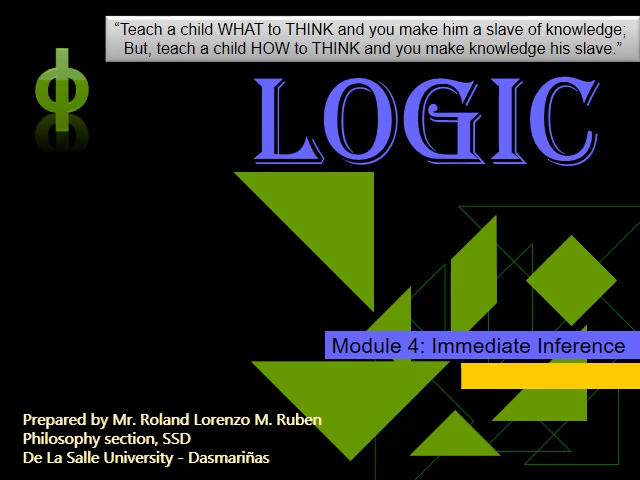 “Teach a child WHAT to THINK and you make him a slave of knowledge;
But, teach a child HOW to THINK and you make knowledge his slave.”
ф
LOGIC
Module 4: Immediate Inference
Prepared by Mr. Roland Lorenzo M. Ruben
Philosophy section, SSD
De La Salle University - Dasmariñas